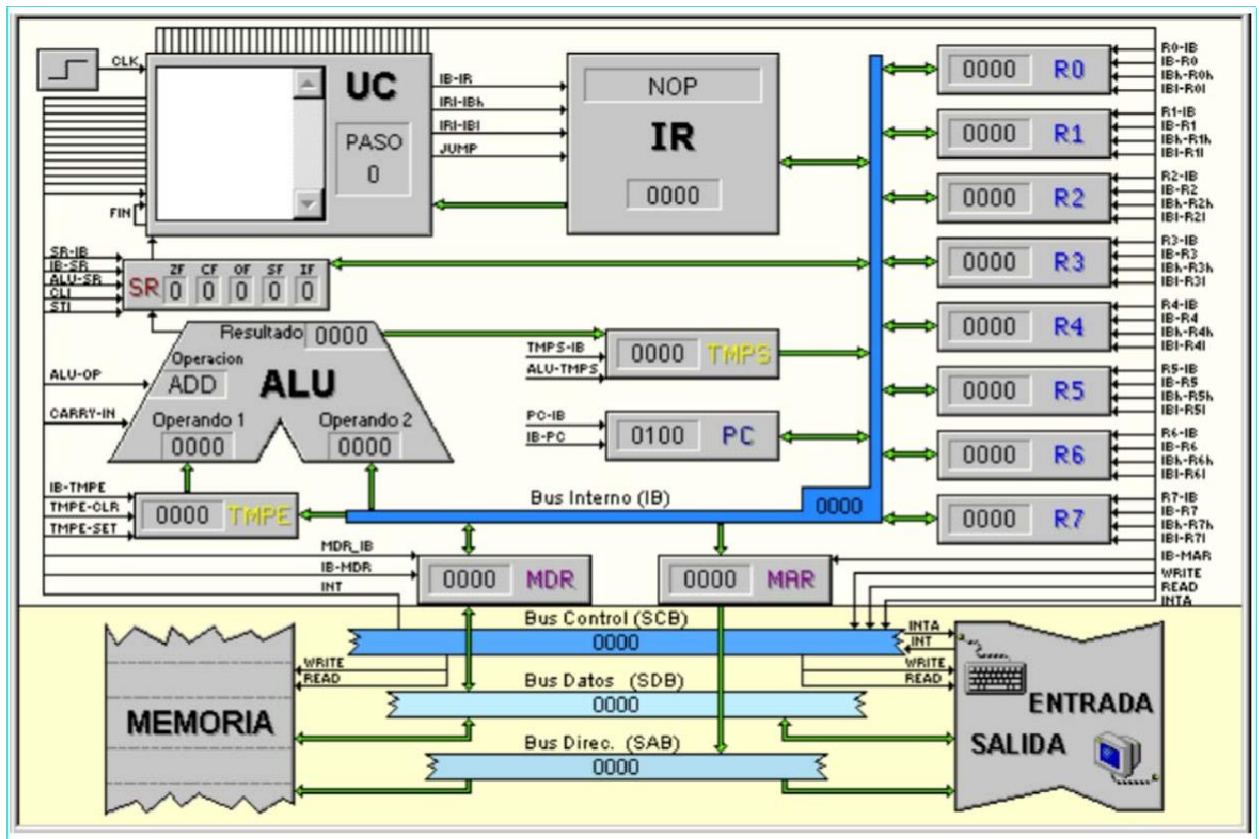 CLK
UC
PASO
0
FIN
IB-IR
IRl-IBh
IRl-IBl
JUMP
NOP
IR
0000
SR-IB
IB-SR
ALU-SR
CLI
STI
ZF CF OF SF IF
SR 0 0 0 0 0
Resultado 0000
Operacion
ADD
ALU
Operando 1
0000
Operando 2
0000
ALU-OP
CARRY-IN
TMPS-IB
ALU-TMPS
0000 TMPS
PC-IB
IB-PC
0100 PC
IB-TMPE
TMPE-CLR
TMPE-SET
0000 TMPE
Bus Interno (IB)
0000
MDR_IB
IB-MDR
INT
0000 MDR
0000 MAR
0000 R0
R0-IB
IB-R0
IBh-R0h
IBl-R0l
0000 R1
R1-IB
IB-R1
IBh-R1h
IBl-R1l
0000 R2
R2-IB
IB-R2
IBh-R2h
IBl-R2l
0000 R3
R3-IB
IB-R3
IBh-R3h
IBl-R3l
0000 R4
R4-IB
IB-R4
IBh-R4h
IBl-R4l
0000 R5
R5-IB
IB-R5
IBh-R5h
IBl-R5l
0000 R6
R6-IB
IB-R6
IBh-R6h
IBl-R6l
0000 R7
R7-IB
IB-R7
IBh-R7h
IBl-R7l
IB-MAR
WRITE
READ
INTA
Bus Control (SCB)
0000
INTA
INT
WRITE
READ
WRITE
READ
Bus Datos (SDB)
0000
Bus Direc. (SAB)
0000
MEMORIA
ENTRADA
SALIDA